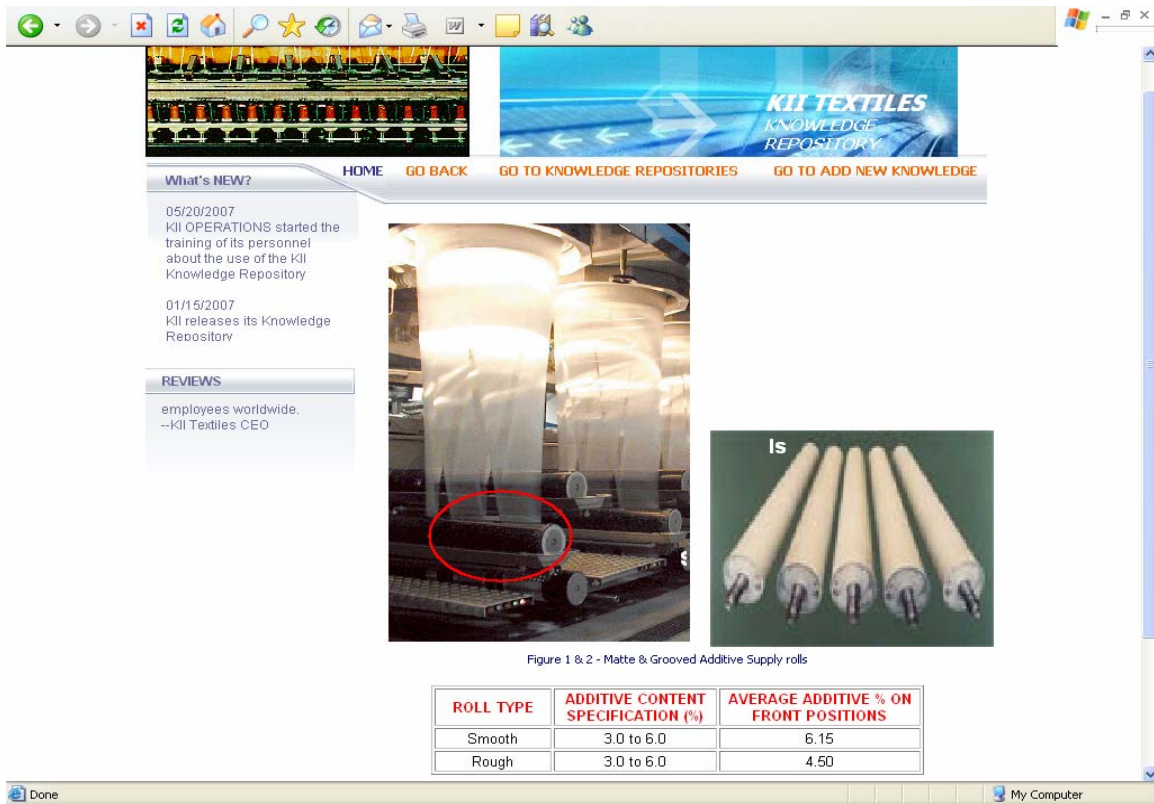 KII TEXTILES
KNOWLEDGE
REPOSITORY
HOME GO BACK GO TO KNOWLEDGE REPOSITORIES GO TO ADD NEW KNOWLEDGE
What's NEW?
05/20/2007
KII OPERATIONS started the
training of its personnel
about the use of the KII
Knowledge Repository
01/15/2007
KII releases its Knowledge
Repository
REVIEWS
employees worldwide.
--KII Textiles CEO
ls
S
Figure 1 & 2 - Matte & Grooved Additive Supply rolls
ROLL TYPE ADDITIVE CONTENT SPECIFICATION (%) AVERAGE ADDITIVE % ON FRONT POSITIONS
Smooth 3.0 to 6.0 6.15
Rough 3.0 to 6.0 4.50
Done My Computer